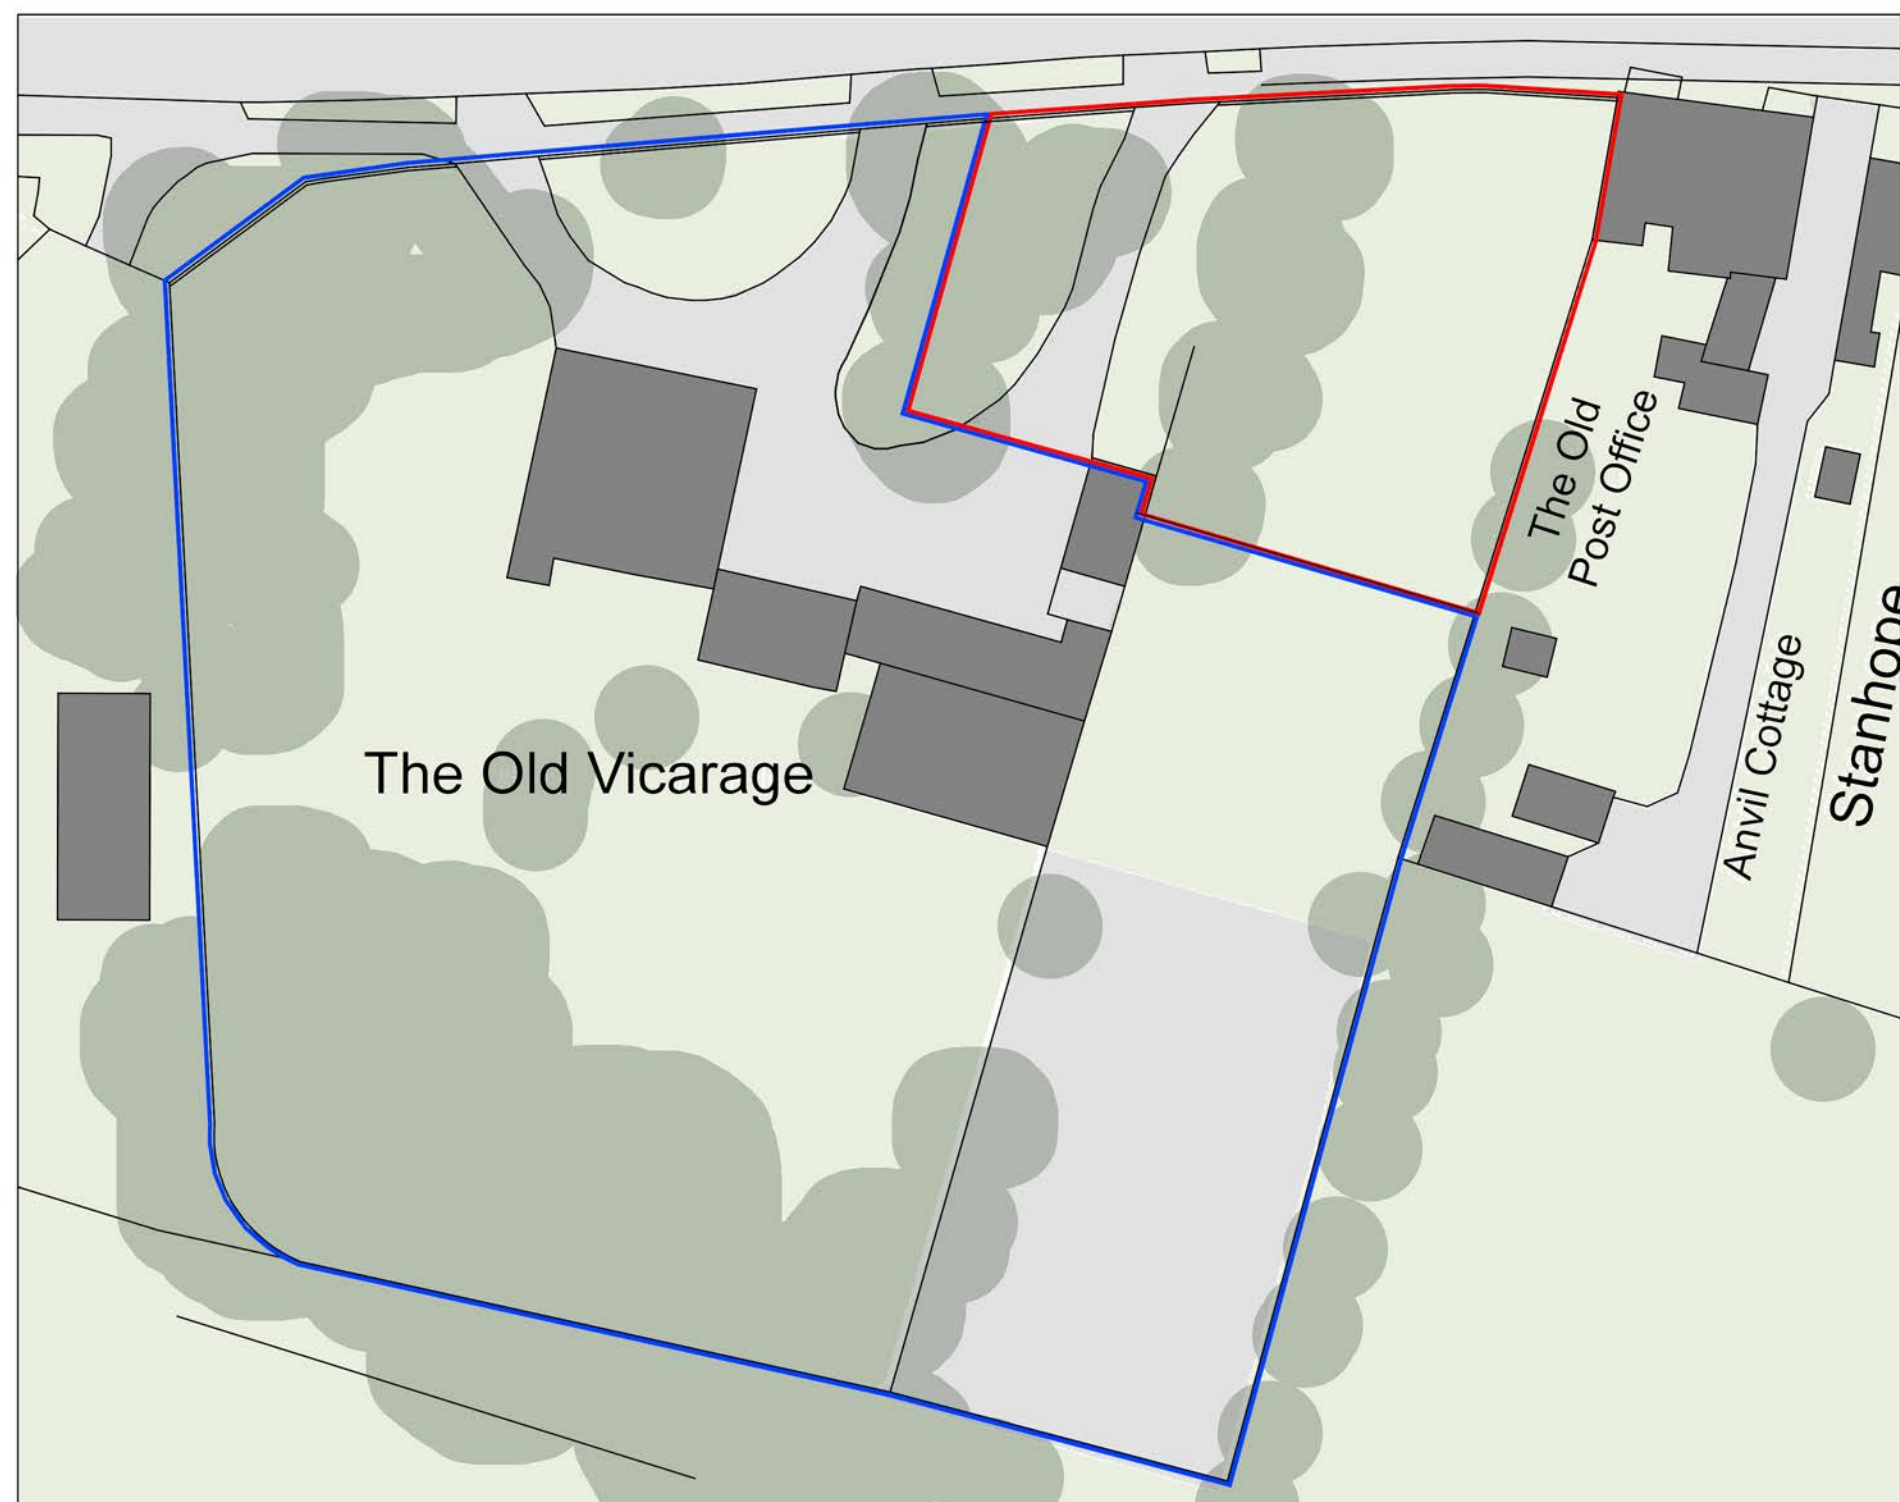 The Old
Post Office
The Old Vicarage
Anvil Cottage
Stanhope